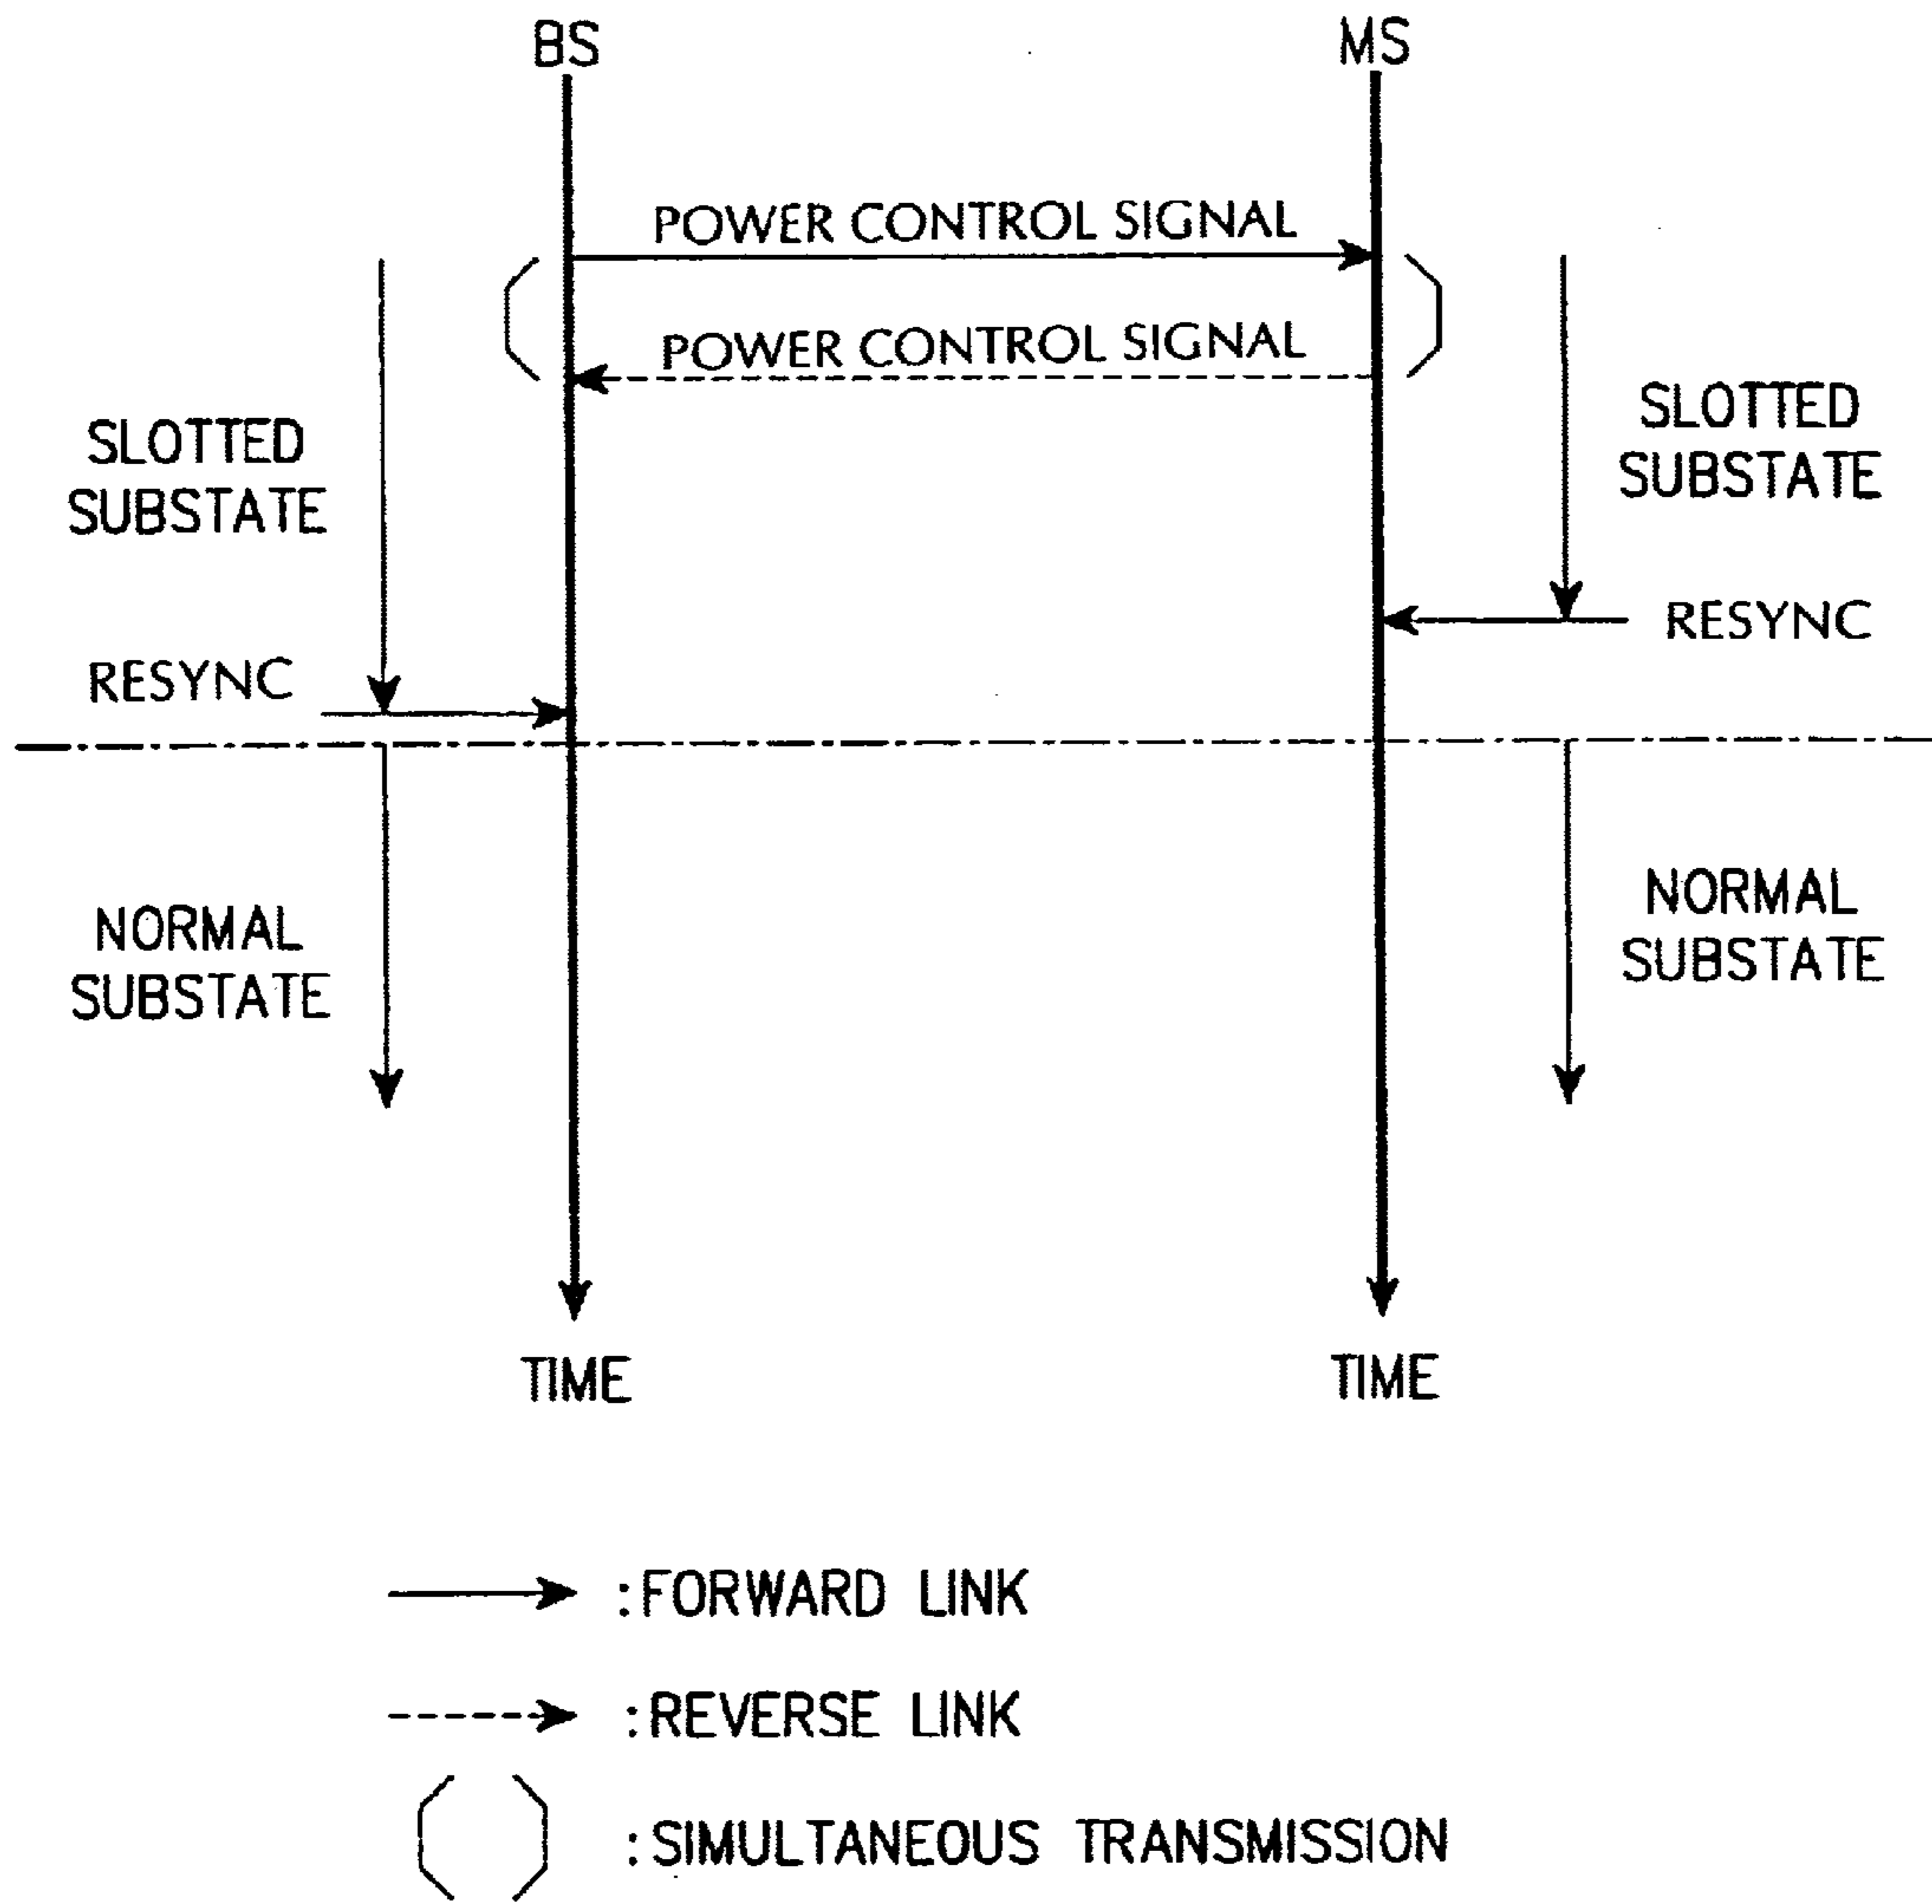 BS
MS
POWER CONTROL SIGNAL
POWER CONTROL SIGNAL
SLOTTED
SUBSTATE
SLOTTED
SUBSTATE
RESYNC
RESYNC
NORMAL
SUBSTATE
NORMAL
SUBSTATE
TIME
TIME
:FORWARD LINK
:REVERSE LINK
:SIMULTANEOUS TRANSMISSION